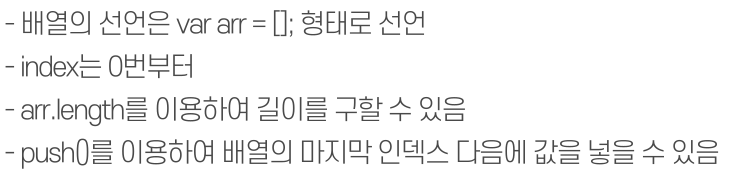 - 배열의 선언은 var arr = []; 형태로 선언
- index는 0번부터
- arr.length를 이용하여 길이를 구할 수 있음
- push()를 이용하여 배열의 마지막 인덱스 다음에 값을 넣을 수 있음